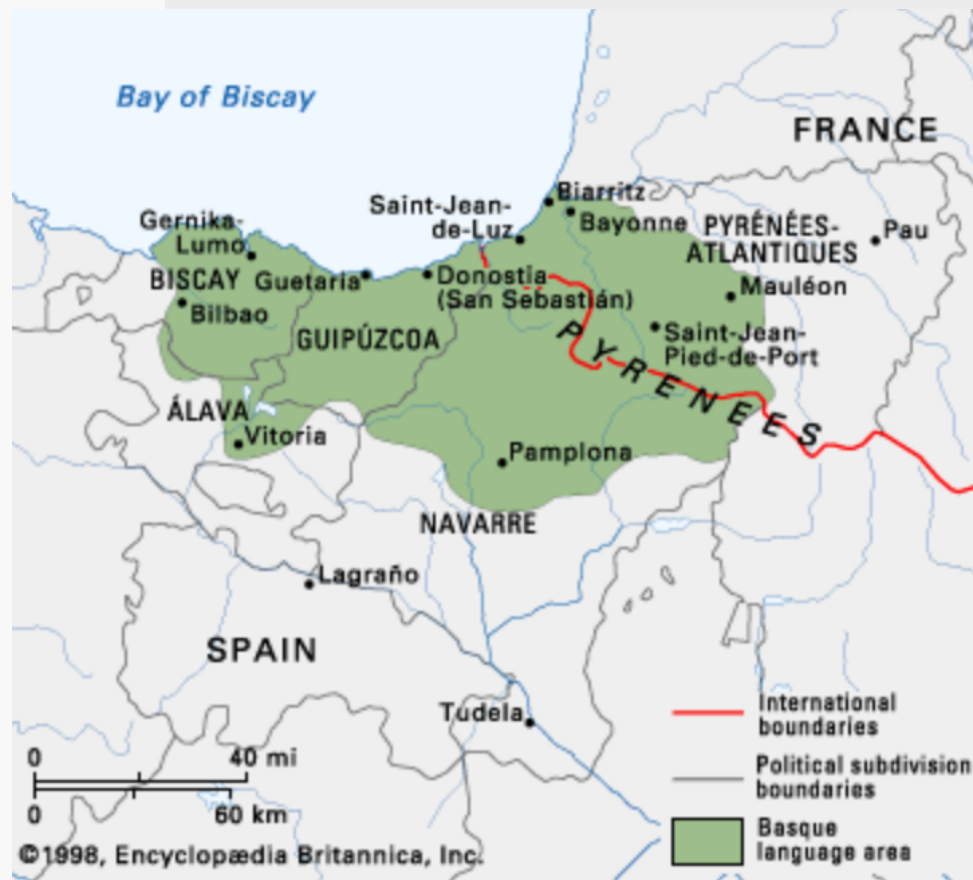 Bay of Biscay
FRANCE
Biarritz
Bayonne
Saint-Jean-
de-Luz
PYRÉNÉES-
ATLANTIQUES
Pau
Gernika-
Lumo
BISCAY
Guetaria
Donostia
(San Sebastián)
Mauléon
Bilbao
GUIPÚZCOA
Saint-Jean-
Pied-de-Port
PYRENEES
ÁLAVA
Vitoria
Pamplona
NAVARRE
Lagraño
SPAIN
Tudela
International
boundaries
Political subdivision
boundaries
Basque
language area
0 40 mi
0 60 km
©1998, Encyclopædia Britannica, Inc.